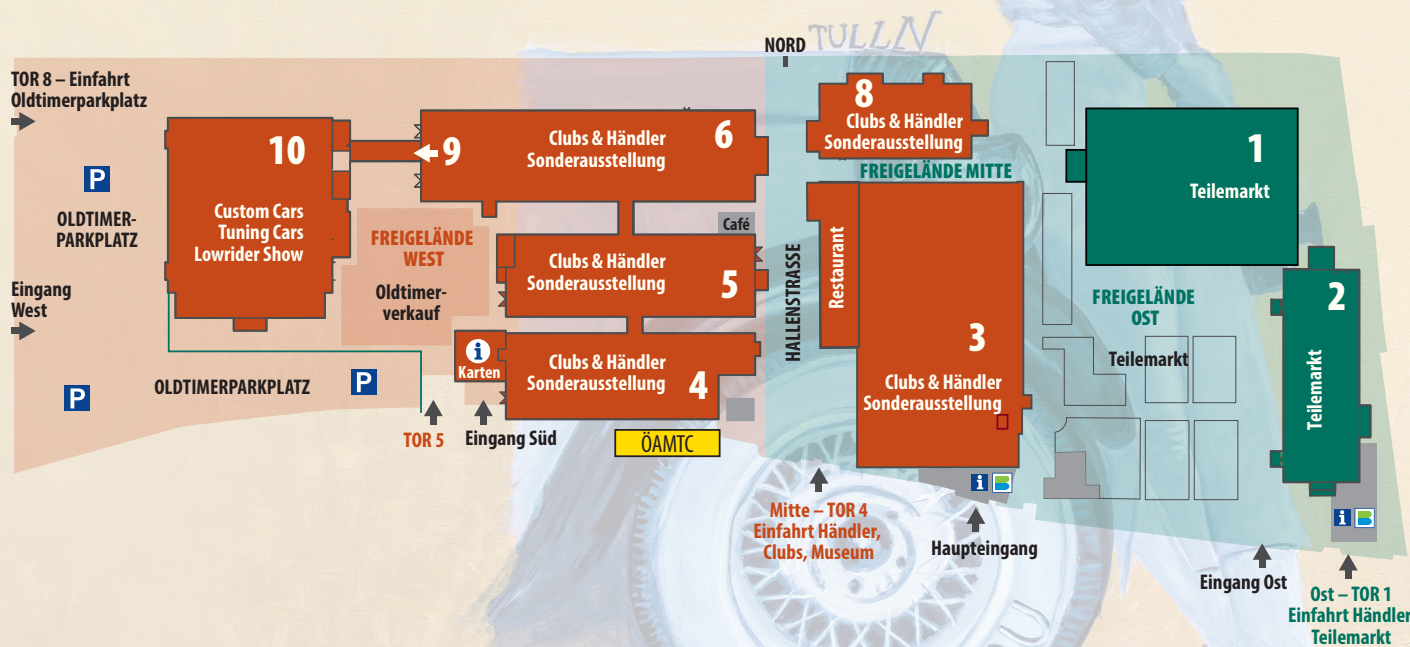 TULLN
NORD
TOR 8 – Einfahrt
Oldtimerparkplatz
P
OLDTIMER-
PARKPLATZ
Eingang
West
P
OLDTIMERPARKPLATZ
P
10
Custom Cars
Tuning Cars
Lowrider Show
9
6
Clubs & Händler
Sonderausstellung
FREIGELÄNDE
WEST
Oldtimer-
verkauf
Café
Clubs & Händler
Sonderausstellung
5
i
Karten
Clubs & Händler
Sonderausstellung
4
TOR 5
Eingang Süd
ÖAMTC
HALLENSTRASSE
8
Clubs & Händler
Sonderausstellung
FREIGELÄNDE MITTE
Restaurant
3
Clubs & Händler
Sonderausstellung
i
Mitte – TOR 4
Einfahrt Händler,
Clubs, Museum
Haupteingang
1
Teilemarkt
FREIGELÄNDE
OST
Teilemarkt
2
Teilemarkt
i
Eingang Ost
Ost – TOR 1
Einfahrt Händler
Teilemarkt